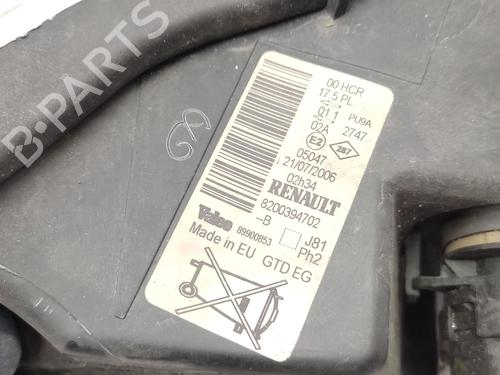 B-PARTS
00 HCR
17.5 PL
01 1 PU9A
02A 2747
E2 287
05047
21/07/2006
02h34
RENAULT
8200394702
-B
Valeo 89900853 J81
Made in EU Ph2
GTD EG